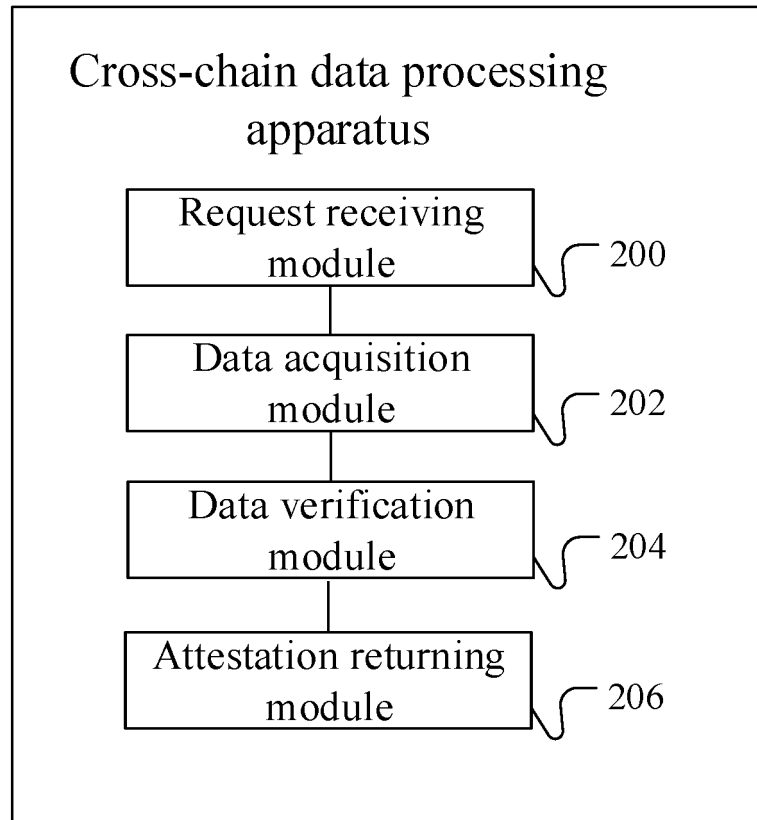 Cross-chain data processing
apparatus
Request receiving
module
200
Data acquisition
module
202
Data verification
module
204
Attestation returning
module
206